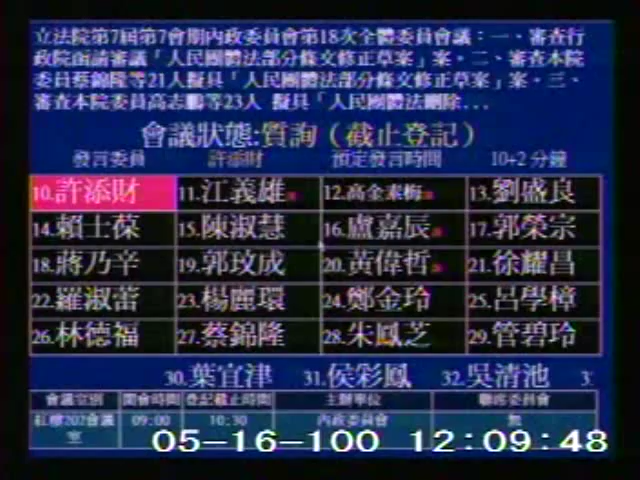 立法院第7屆第7會期內政委員會第18次全體委員會議：一、審查行
政院函請審議「人民團體法部分條文修正草案」案。二、審查本院
委員蔡錦隆等21人擬具「人民團體法部分條文修正草案」案。三、
審查本院委員高志鵬等23人 擬具「人民團體法刪除...
會議狀態:質詢（截止登記）
發言委員 許添財 預定發言時間 10+2 分鐘
10.許添財 11.江義雄 12.高金素梅 13.劉盛良
14.賴士葆 15.陳淑慧 16.盧嘉辰 17.郭榮宗
18.蔣乃辛 19.郭玟成 20.黃偉哲 21.徐耀昌
22.羅淑蕾 23.楊麗環 24.鄭金玲 25.呂學樟
26.林德福 27.蔡錦隆 28.朱鳳芝 29.管碧玲
30.葉宜津 31.侯彩鳳 32.吳清池
會議室別 開會時間 登記截止時間 主辦單位 聯席委員會
紅樓202會議室 09:00 10:30 內政委員會 無
05-16-100 12:09:48